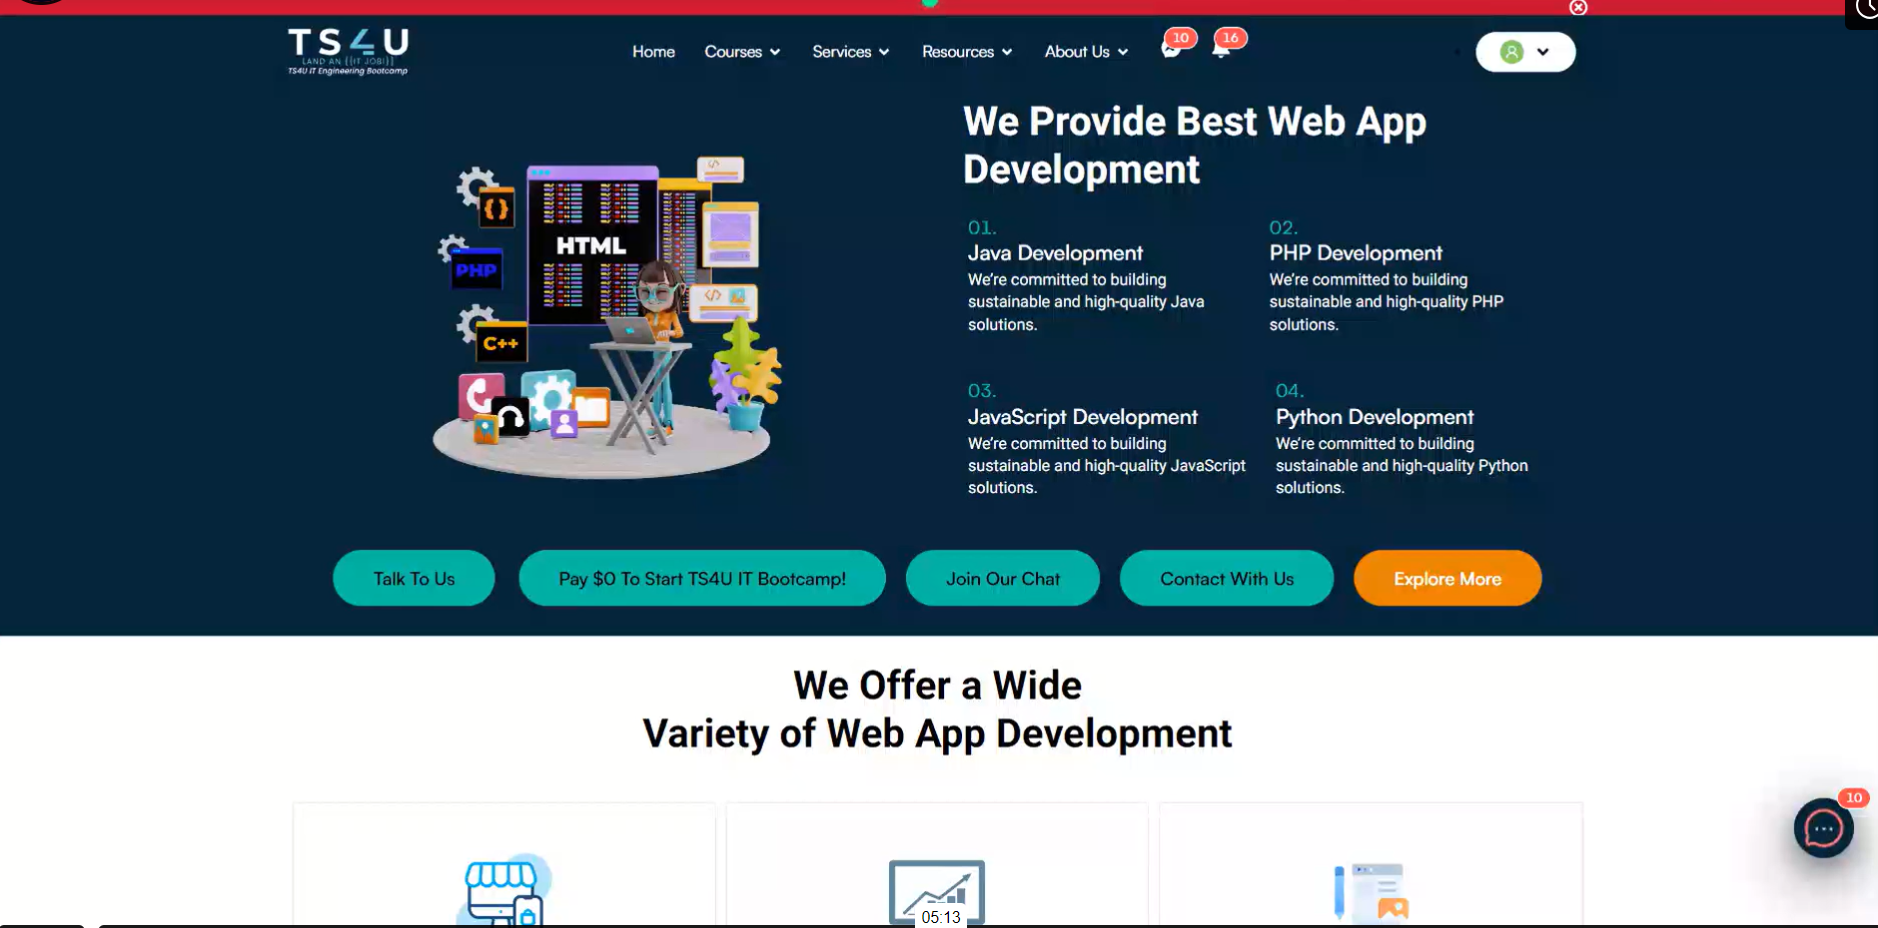 TS4U
LAND AN {{IT JOB!}}
TS4U IT Engineering Bootcamp
Home
Courses
Services
Resources
About Us
10
16
We Provide Best Web App
Development
HTML
PHP
C++
01.
Java Development
We're committed to building
sustainable and high-quality Java
solutions.
02.
PHP Development
We're committed to building
sustainable and high-quality PHP
solutions.
03.
JavaScript Development
We're committed to building
sustainable and high-quality JavaScript
solutions.
04.
Python Development
We're committed to building
sustainable and high-quality Python
solutions.
Talk To Us
Pay $0 To Start TS4U IT Bootcamp!
Join Our Chat
Contact With Us
Explore More
We Offer a Wide
Variety of Web App Development
10
05:13